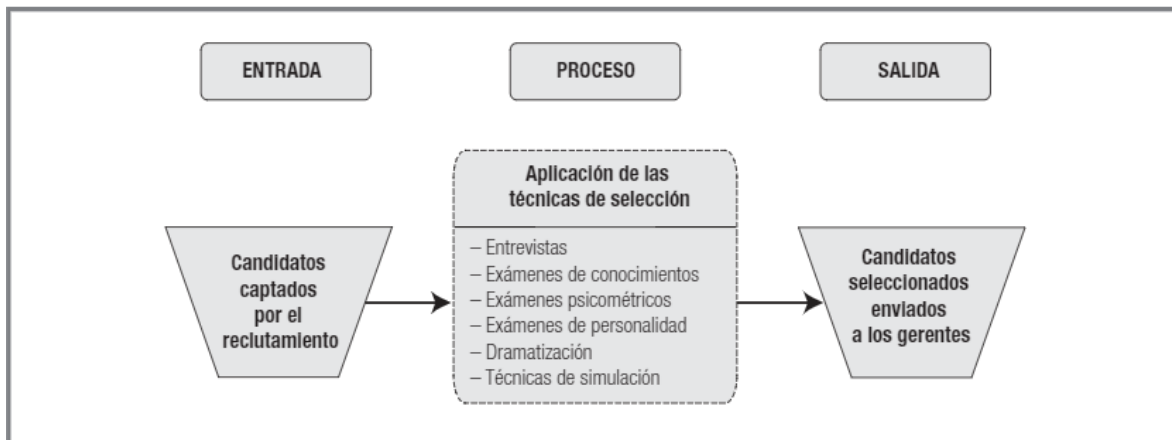 ENTRADA
PROCESO
SALIDA
Candidatos
captados
por el
reclutamiento
Aplicación de las
técnicas de selección
– Entrevistas
– Exámenes de conocimientos
– Exámenes psicométricos
– Exámenes de personalidad
– Dramatización
– Técnicas de simulación
Candidatos
seleccionados
enviados
a los gerentes